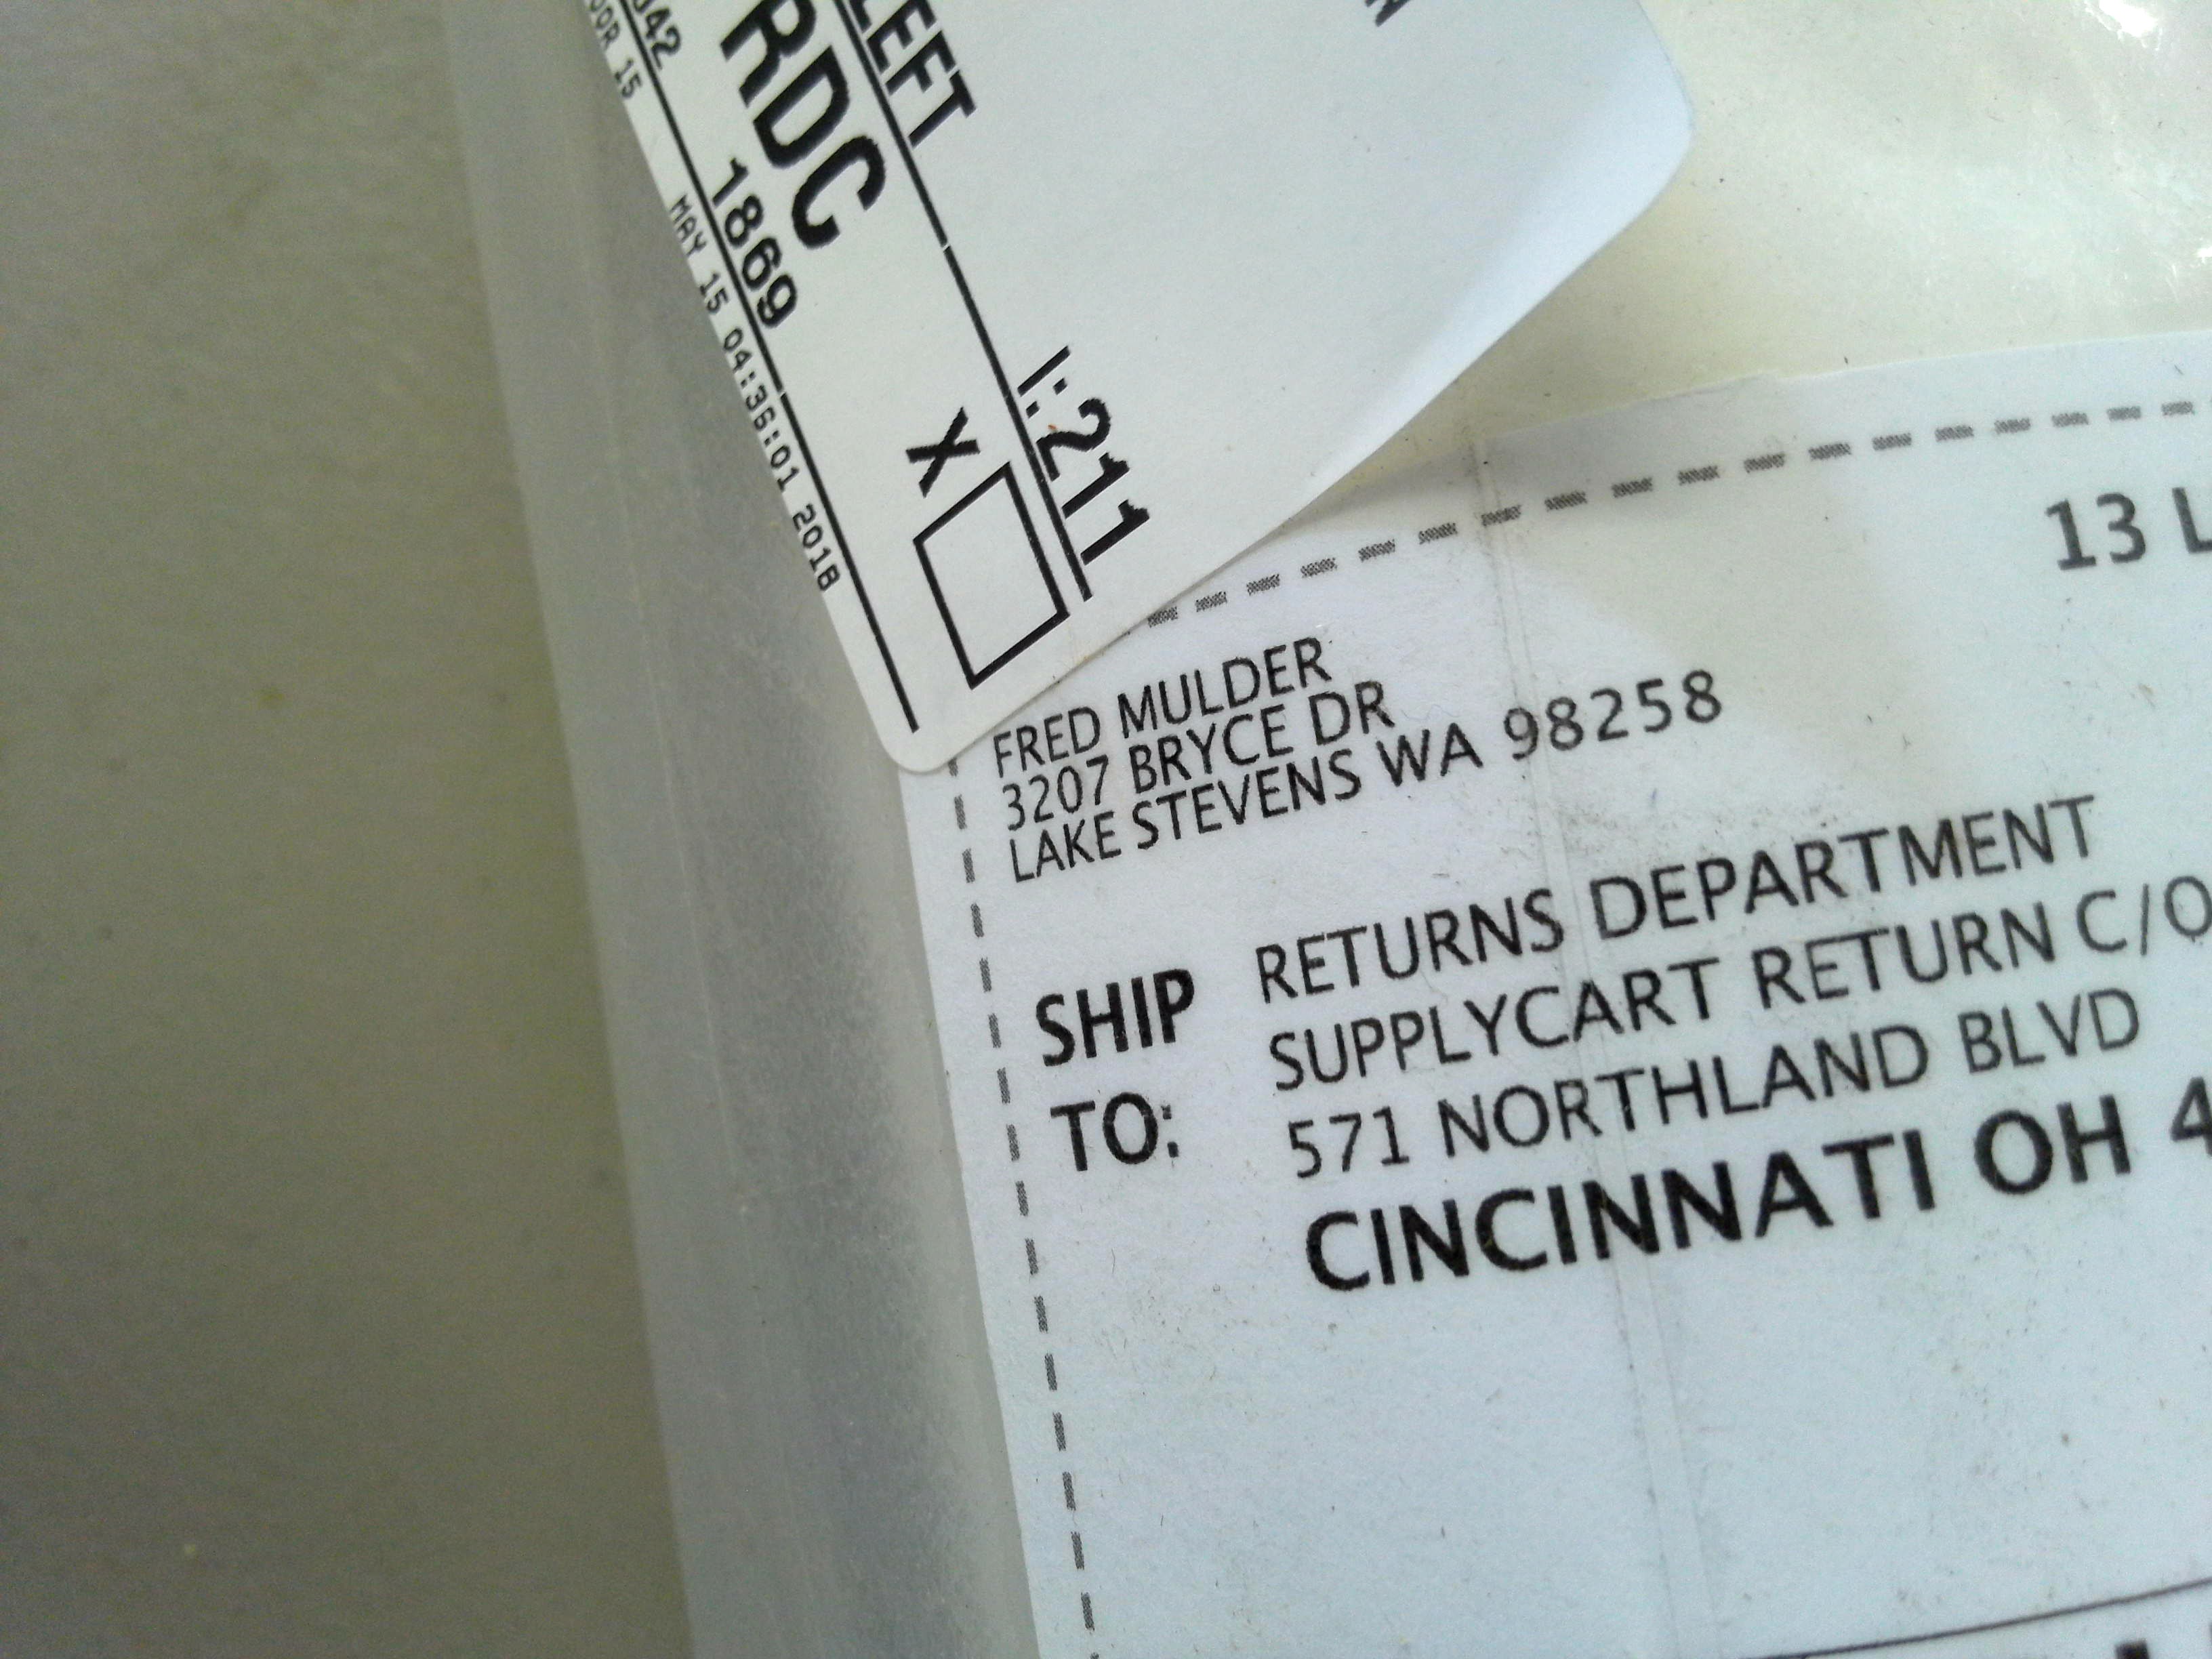 LEFT
RDC
I:211
X
1869
MAY 15 04:36:01 2018
13
FRED MULDER
3207 BRYCE DR
LAKE STEVENS WA 98258
SHIP TO:
RETURNS DEPARTMENT
SUPPLYCART RETURN C/O
571 NORTHLAND BLVD
CINCINNATI OH 4